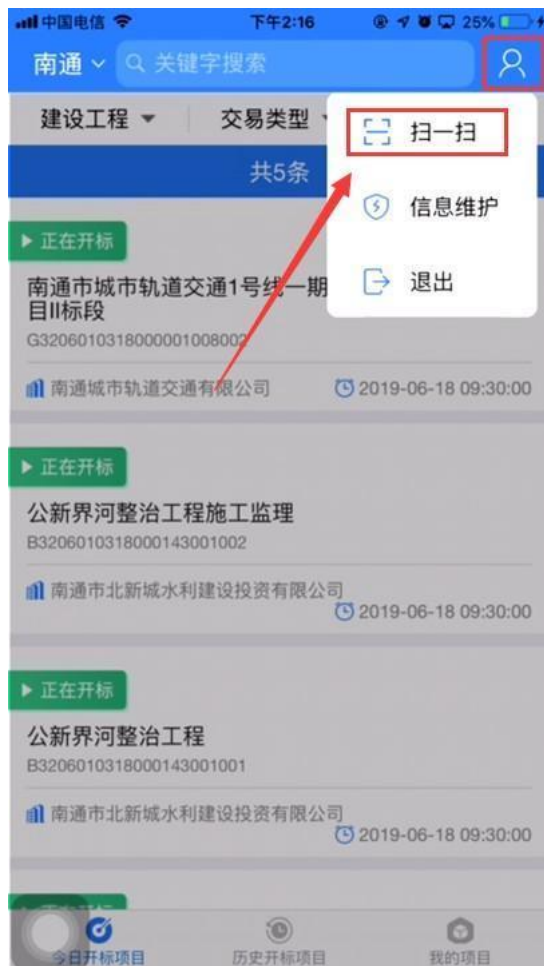 中国电信 下午2:16 25%
南通 关键字搜索
建设工程 交易类型
扫一扫
信息维护
退出
共5条
正在开标
南通市城市轨道交通1号线一期
目II标段
G3206010318000001008002
南通城市轨道交通有限公司 2019-06-18 09:30:00
正在开标
公新界河整治工程施工监理
B3206010318000143001002
南通市北新城水利建设投资有限公司
2019-06-18 09:30:00
正在开标
公新界河整治工程
B3206010318000143001001
南通市北新城水利建设投资有限公司
2019-06-18 09:30:00
今日开标项目 历史开标项目 我的项目